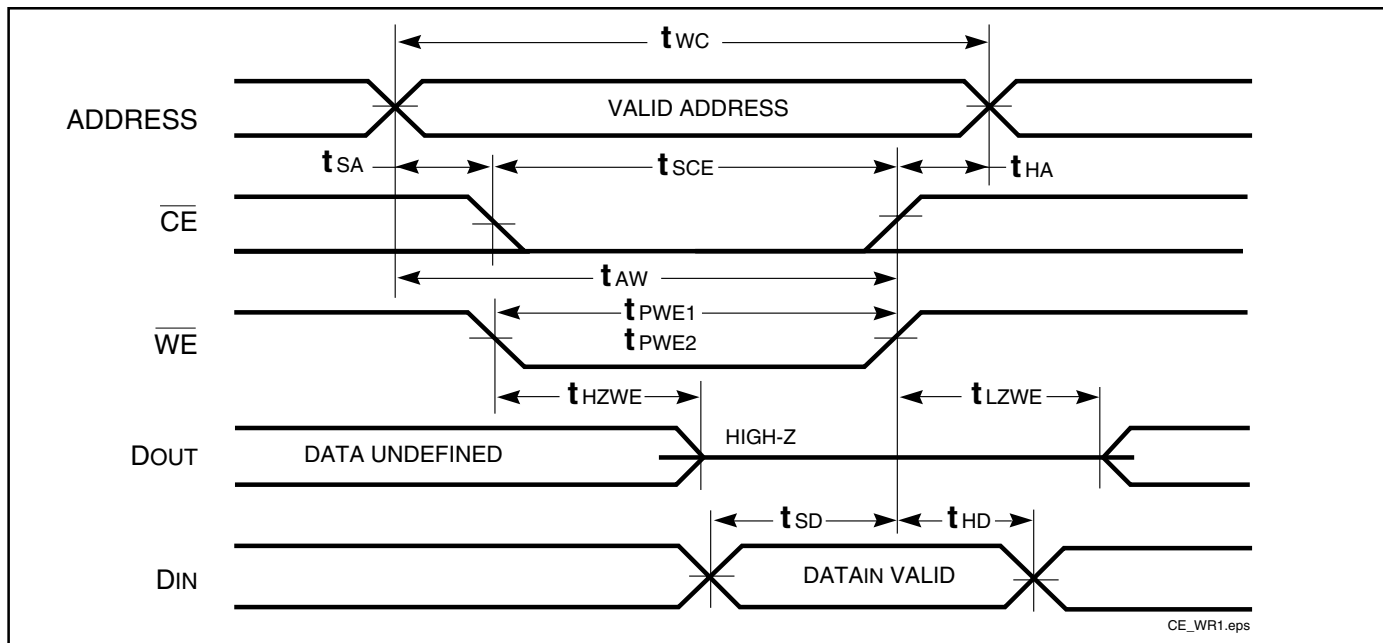 tWC
ADDRESS
VALID ADDRESS
tSA
tSCE
tHA
CE
tAW
tPWE1
WE
tPWE2
tHZWE
tLZWE
HIGH-Z
DOUT
DATA UNDEFINED
tSD
tHD
DIN
DATAIN VALID
CE_WR1.eps